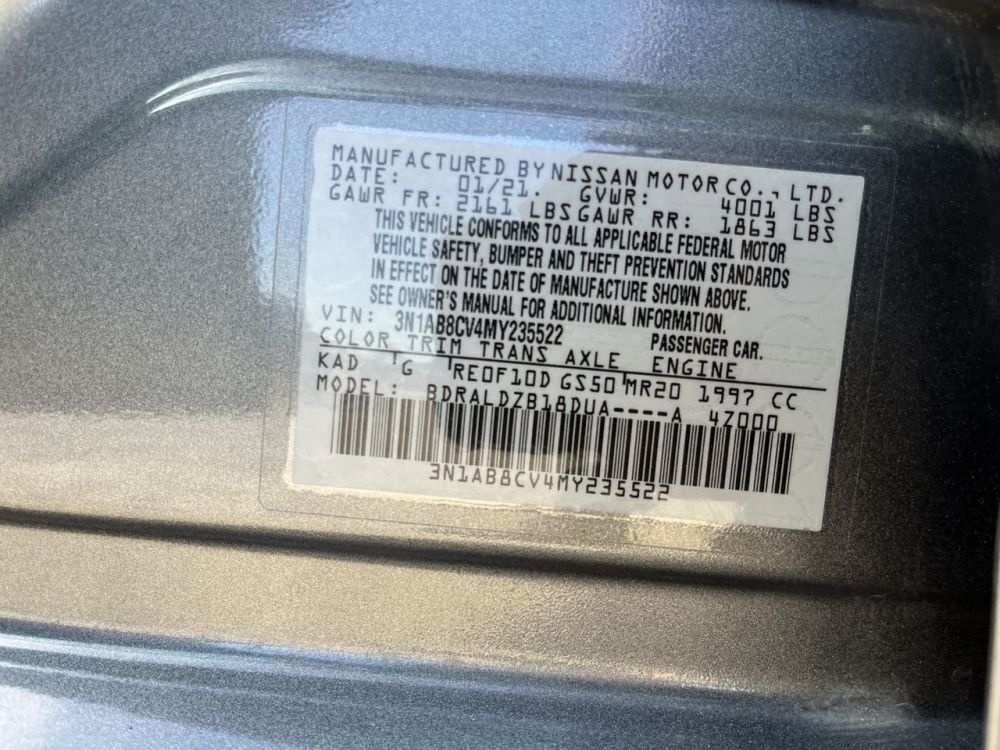 MANUFACTURED BY NISSAN MOTOR CO., LTD.
DATE: 01/21. GVWR: 4001 LBS
GAWR FR: 2161 LBS GAWR RR: 1863 LBS
THIS VEHICLE CONFORMS TO ALL APPLICABLE FEDERAL MOTOR
VEHICLE SAFETY, BUMPER AND THEFT PREVENTION STANDARDS
IN EFFECT ON THE DATE OF MANUFACTURE SHOWN ABOVE.
SEE OWNER'S MANUAL FOR ADDITIONAL INFORMATION.
VIN: 3N1AB8CV4MY235522 PASSENGER CAR.
COLOR TRIM TRANS AXLE ENGINE
KAD G RE0F10D GS50 MR20 1997 CC
MODEL: BDRALDZB18DUA----A 4Z000
3N1AB8CV4MY235522